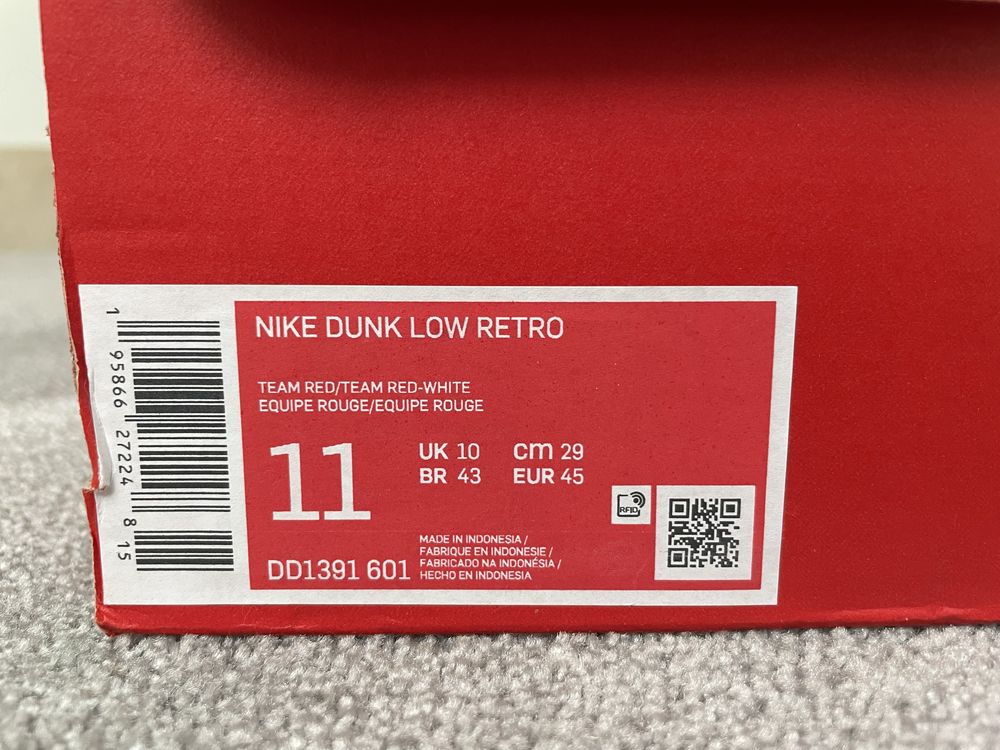 1 95866 27224 8 15
NIKE DUNK LOW RETRO
TEAM RED/TEAM RED-WHITE
EQUIPE ROUGE/EQUIPE ROUGE
11
UK 10 cm 29
BR 43 EUR 45
RFID
DD1391 601
MADE IN INDONESIA /
FABRIQUE EN INDONESIE /
FABRICADO NA INDONÉSIA /
HECHO EN INDONESIA